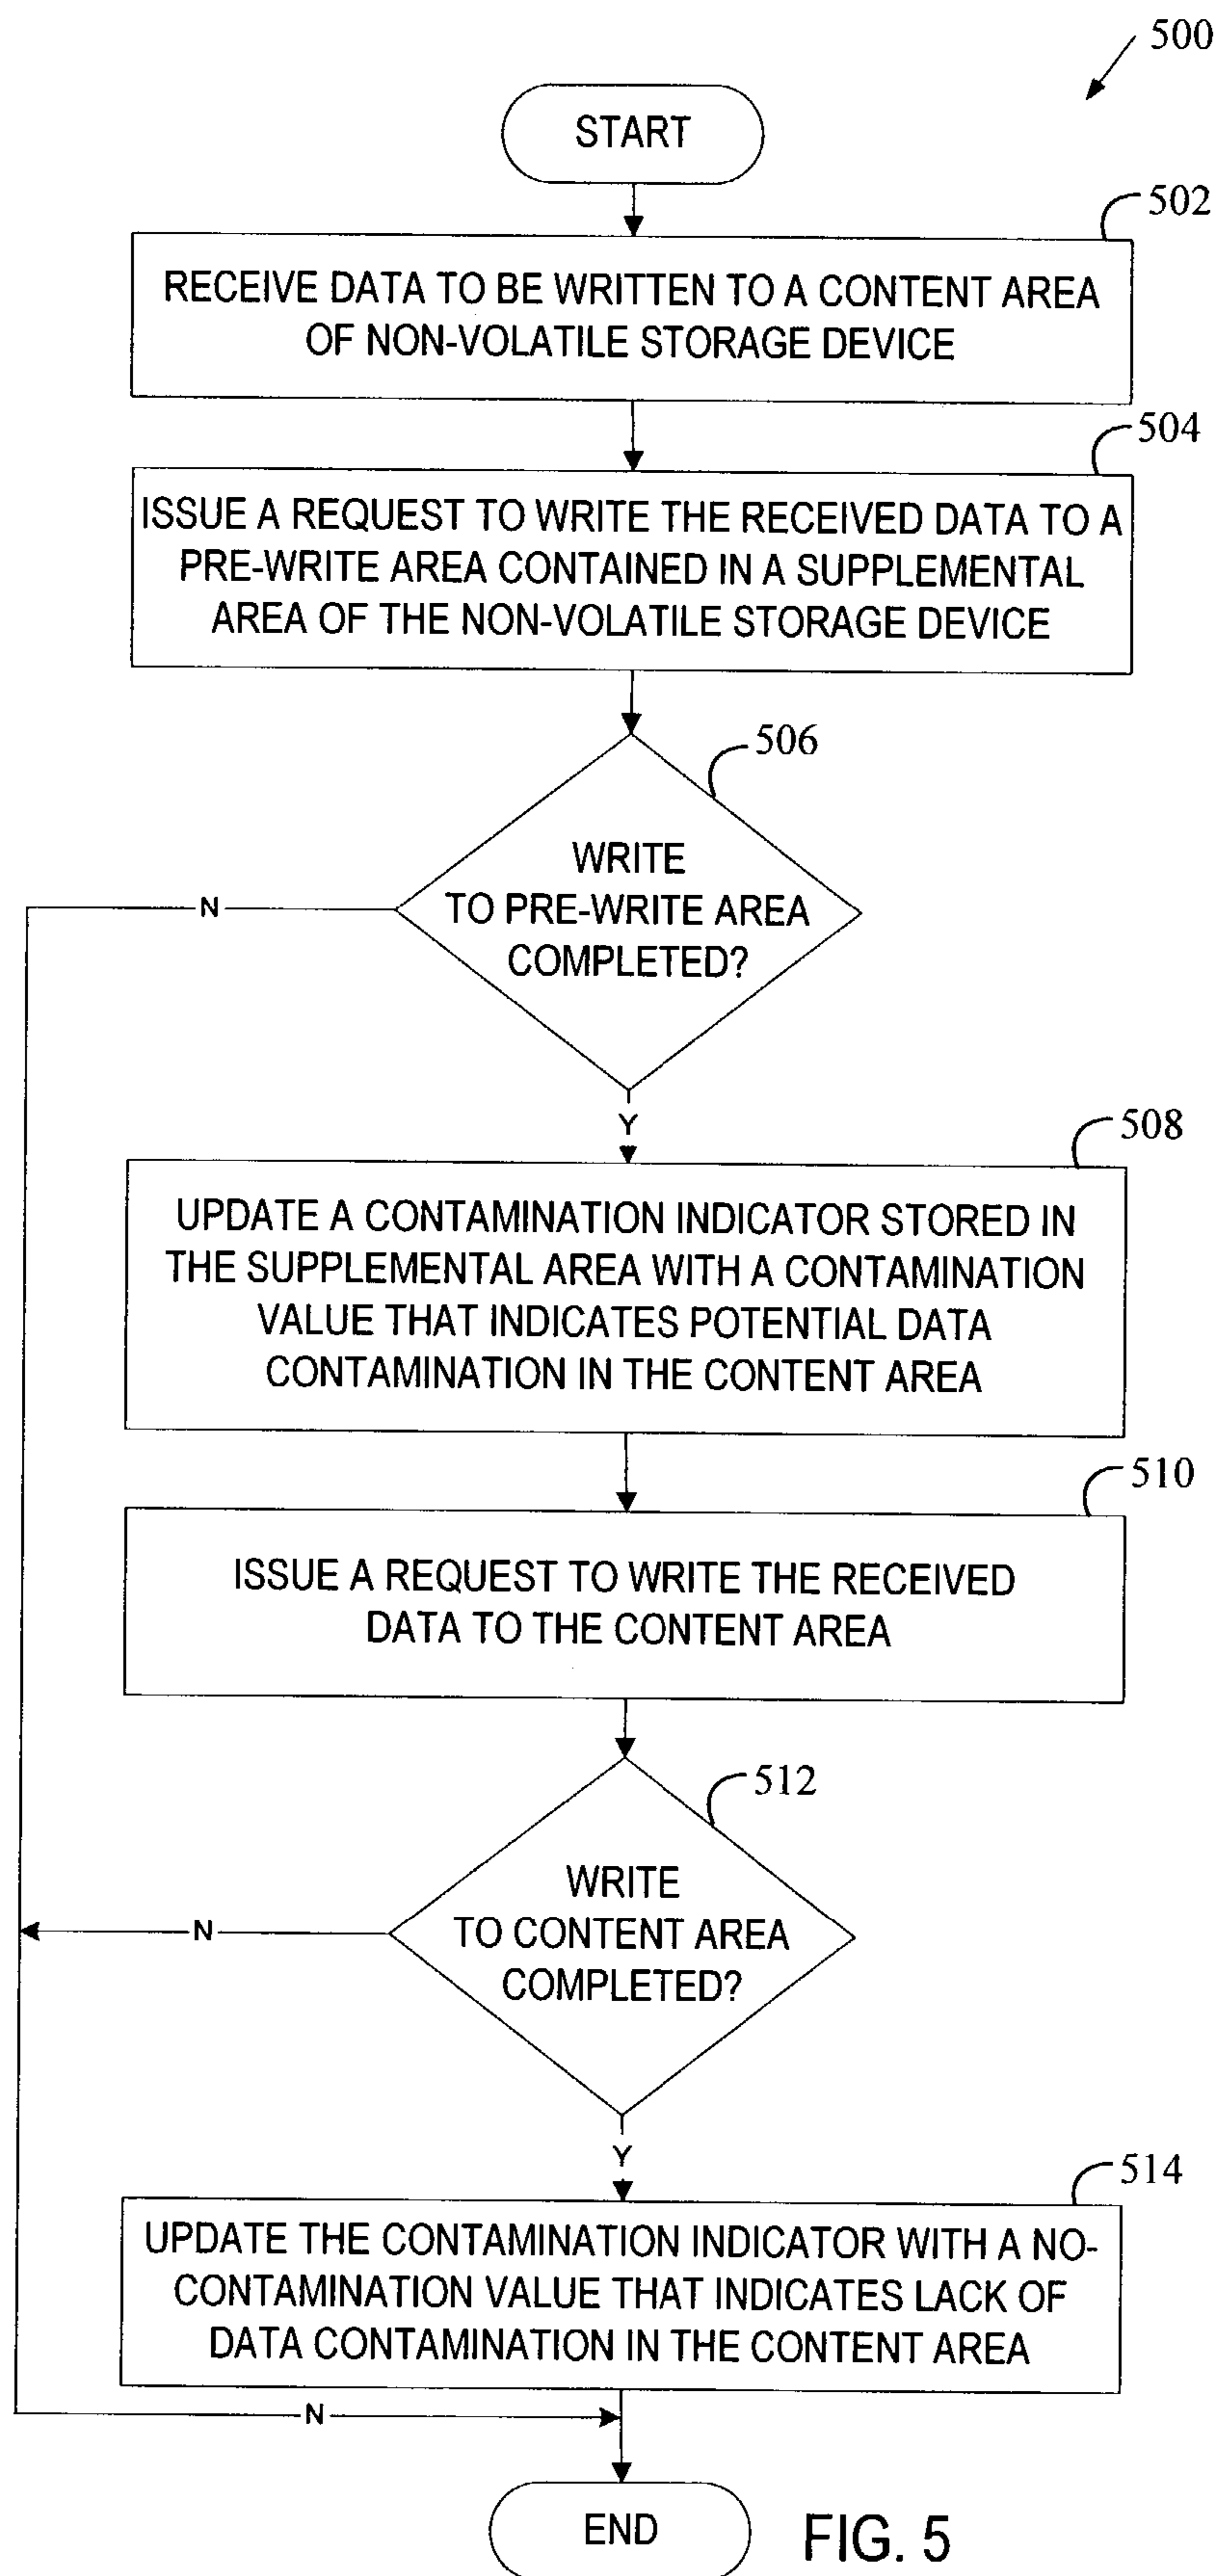 500
START
502
RECEIVE DATA TO BE WRITTEN TO A CONTENT AREA
OF NON-VOLATILE STORAGE DEVICE
504
ISSUE A REQUEST TO WRITE THE RECEIVED DATA TO A
PRE-WRITE AREA CONTAINED IN A SUPPLEMENTAL
AREA OF THE NON-VOLATILE STORAGE DEVICE
506
WRITE
TO PRE-WRITE AREA
COMPLETED?
N
Y
508
UPDATE A CONTAMINATION INDICATOR STORED IN
THE SUPPLEMENTAL AREA WITH A CONTAMINATION
VALUE THAT INDICATES POTENTIAL DATA
CONTAMINATION IN THE CONTENT AREA
510
ISSUE A REQUEST TO WRITE THE RECEIVED
DATA TO THE CONTENT AREA
512
WRITE
TO CONTENT AREA
COMPLETED?
N
Y
514
UPDATE THE CONTAMINATION INDICATOR WITH A NO-
CONTAMINATION VALUE THAT INDICATES LACK OF
DATA CONTAMINATION IN THE CONTENT AREA
N
END
FIG. 5